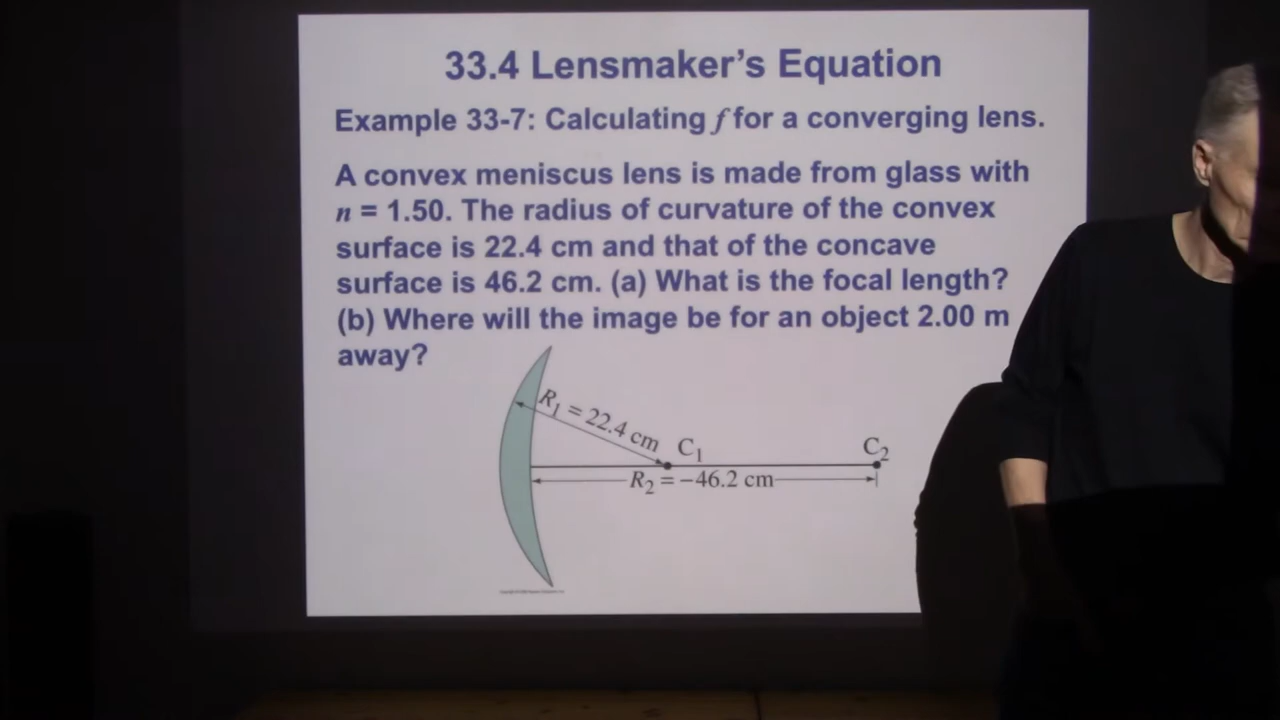 33.4 Lensmaker's Equation
Example 33-7: Calculating f for a converging lens.
A convex meniscus lens is made from glass with
n = 1.50. The radius of curvature of the convex
surface is 22.4 cm and that of the concave
surface is 46.2 cm. (a) What is the focal length?
(b) Where will the image be for an object 2.00 m
away?
R₁ = 22.4 cm
C₁
C₂
R₂ = −46.2 cm